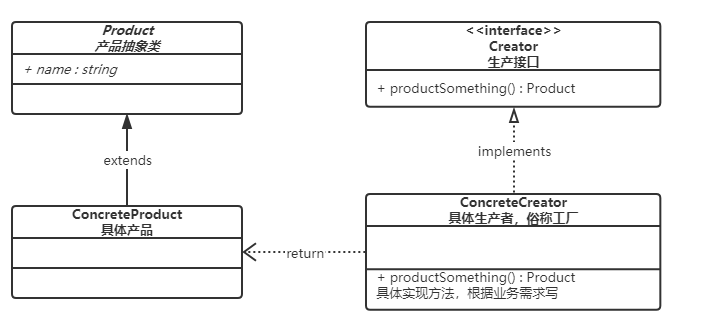 Product
产品抽象类
+ name : string
extends
ConcreteProduct
具体产品
<<interface>>
Creator
生产接口
+ productSomething() : Product
implements
ConcreteCreator
具体生产者，俗称工厂
+ productSomething() : Product
具体实现方法，根据业务需求写
return